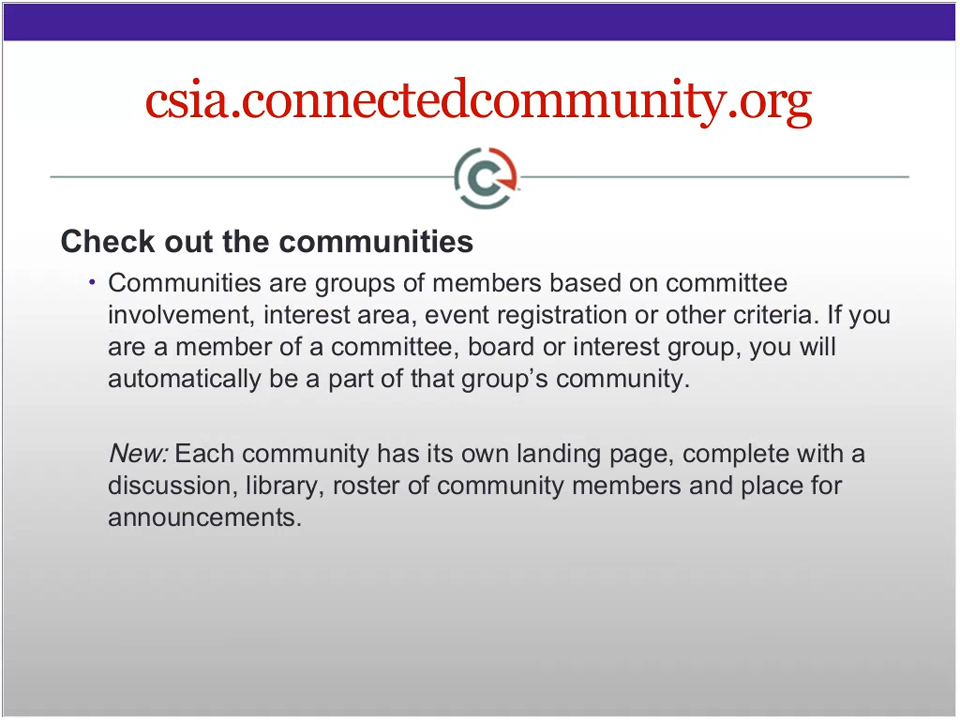 csia.connectedcommunity.org
Check out the communities
• Communities are groups of members based on committee
involvement, interest area, event registration or other criteria. If you
are a member of a committee, board or interest group, you will
automatically be a part of that group’s community.
New: Each community has its own landing page, complete with a
discussion, library, roster of community members and place for
announcements.